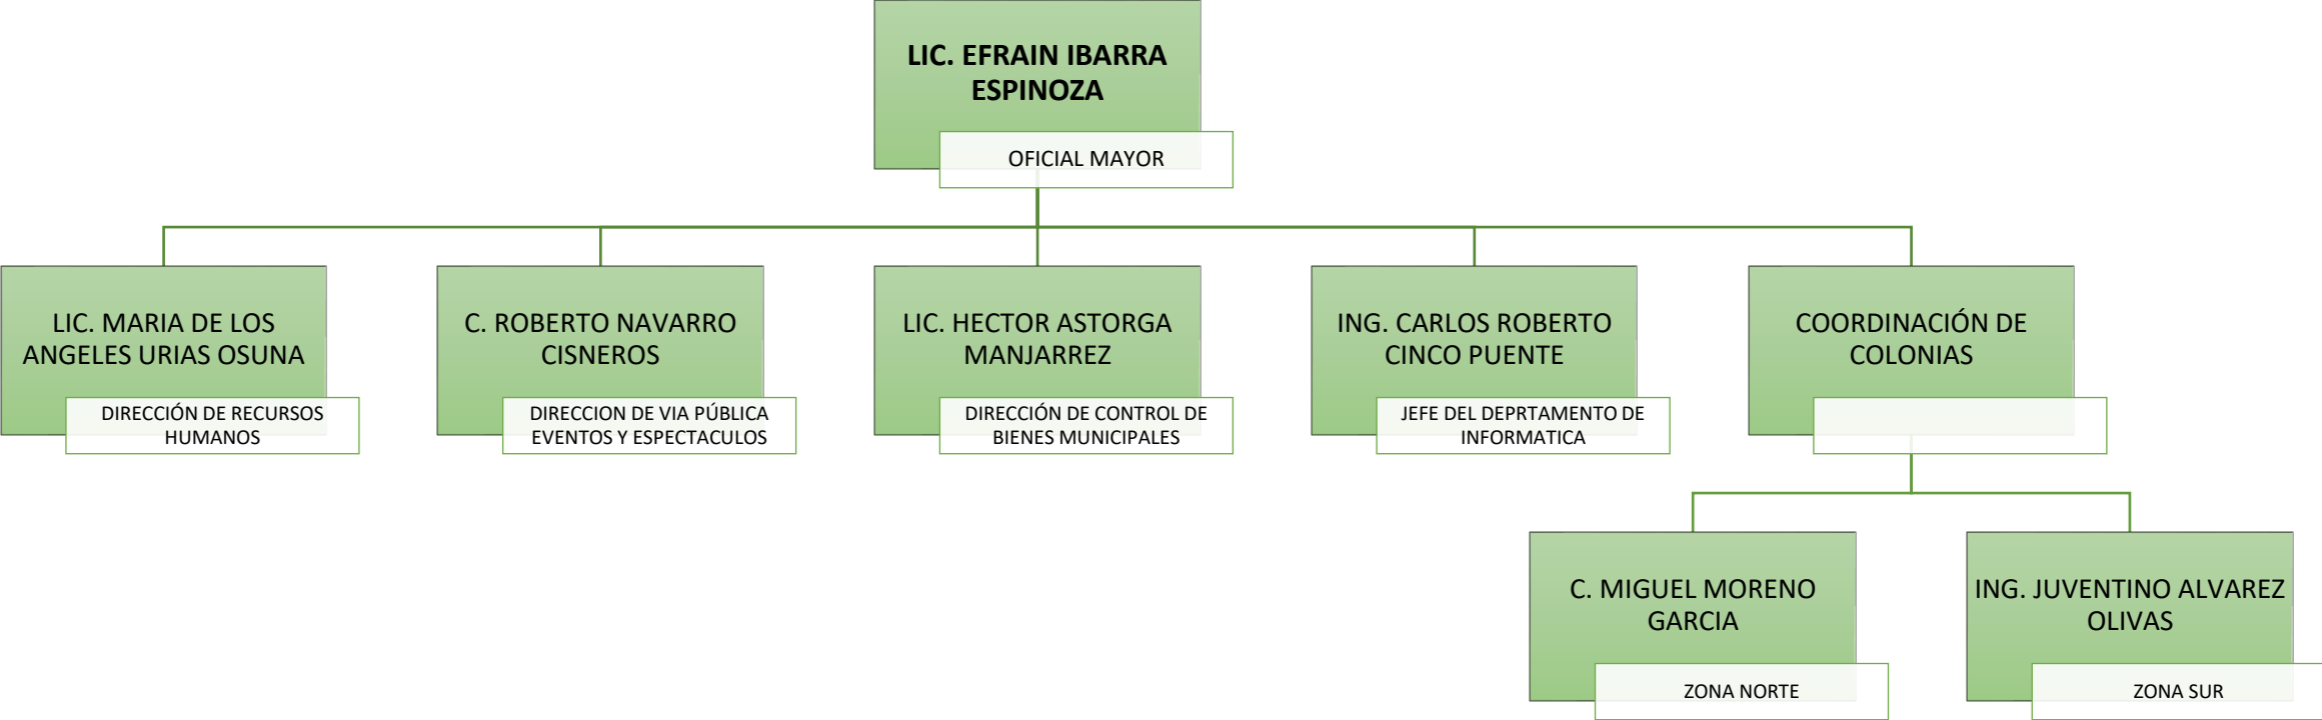 LIC. EFRAIN IBARRA
ESPINOZA
OFICIAL MAYOR
LIC. MARIA DE LOS
ANGELES URIAS OSUNA
DIRECCIÓN DE RECURSOS
HUMANOS
C. ROBERTO NAVARRO
CISNEROS
DIRECCION DE VIA PÚBLICA
EVENTOS Y ESPECTACULOS
LIC. HECTOR ASTORGA
MANJARREZ
DIRECCIÓN DE CONTROL DE
BIENES MUNICIPALES
ING. CARLOS ROBERTO
CINCO PUENTE
JEFE DEL DEPRTAMENTO DE
INFORMATICA
COORDINACIÓN DE
COLONIAS
C. MIGUEL MORENO
GARCIA
ZONA NORTE
ING. JUVENTINO ALVAREZ
OLIVAS
ZONA SUR